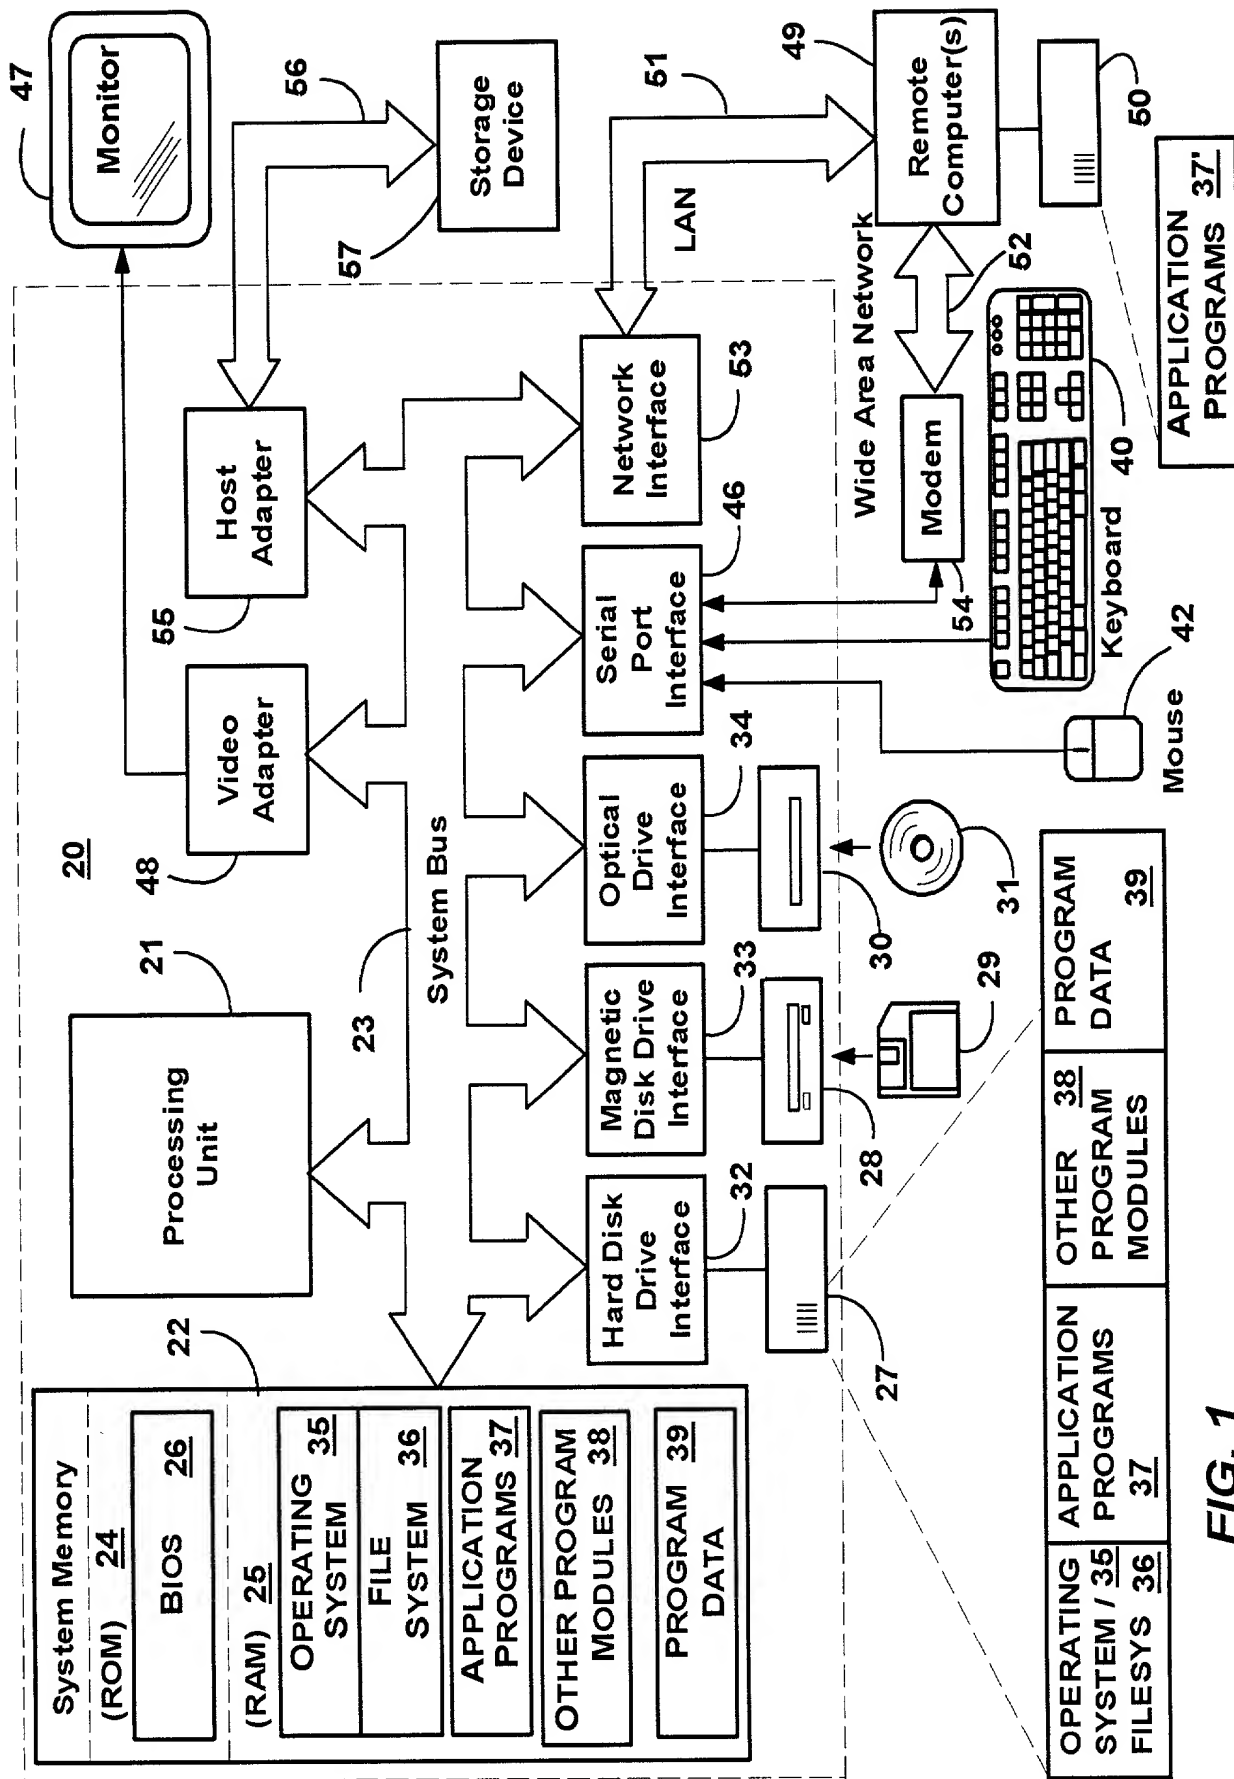 System Memory
(ROM) 24
BIOS 26
(RAM) 25
OPERATING
SYSTEM 35
FILE
SYSTEM 36
APPLICATION
PROGRAMS 37
OTHER PROGRAM
MODULES 38
PROGRAM
DATA 39
22
Processing
Unit
21
20
Video
Adapter
48
Host
Adapter
55
Monitor
47
56
Storage
Device
57
23
System Bus
Hard Disk
Drive
Interface
32
Magnetic
Disk Drive
Interface
33
Optical
Drive
Interface
34
Serial
Port
Interface
46
Network
Interface
53
LAN
51
27
28
29
30
31
Wide Area Network
52
Modem
54
Remote
Computer(s)
49
50
Keyboard
40
Mouse
42
APPLICATION
PROGRAMS 37'
OPERATING
SYSTEM / 35
FILESYS 36
APPLICATION
PROGRAMS
37
OTHER 38
PROGRAM
MODULES
PROGRAM
DATA 39
FIG. 1